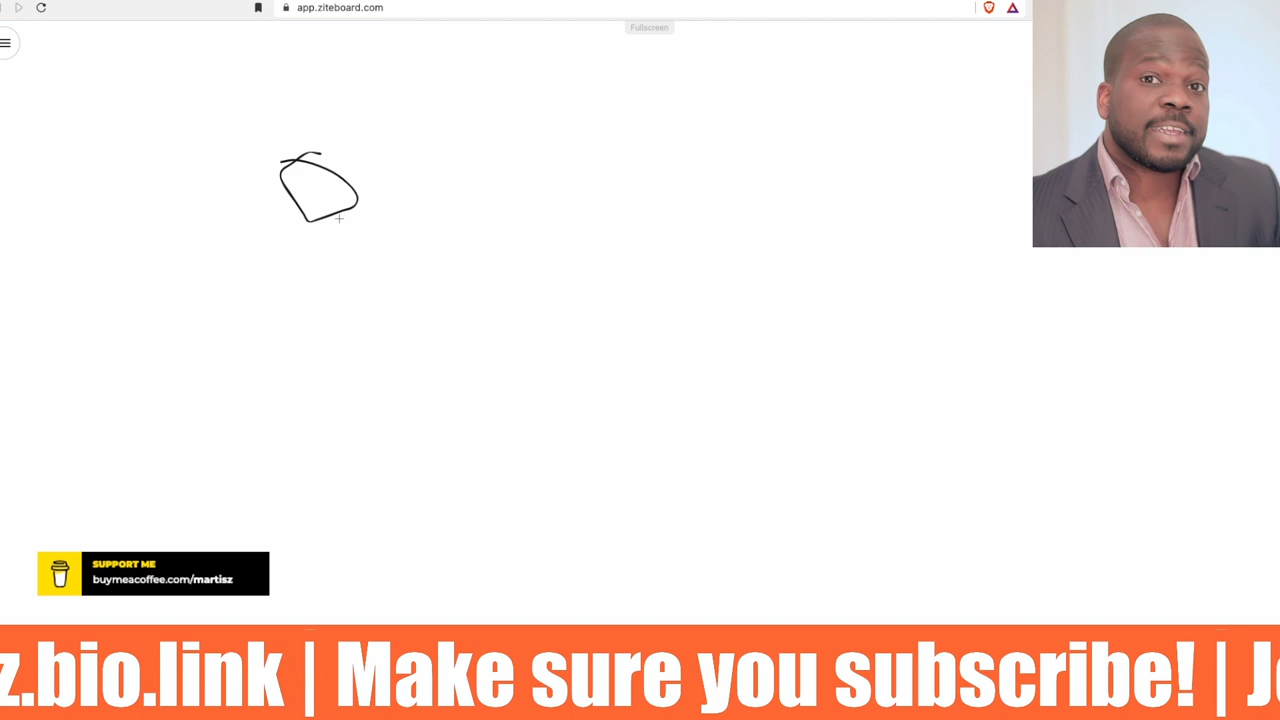 app.ziteboard.com
Fullscreen
SUPPORT ME
buymeacoffee.com/martisz
z.bio.link | Make sure you subscribe! | Jo